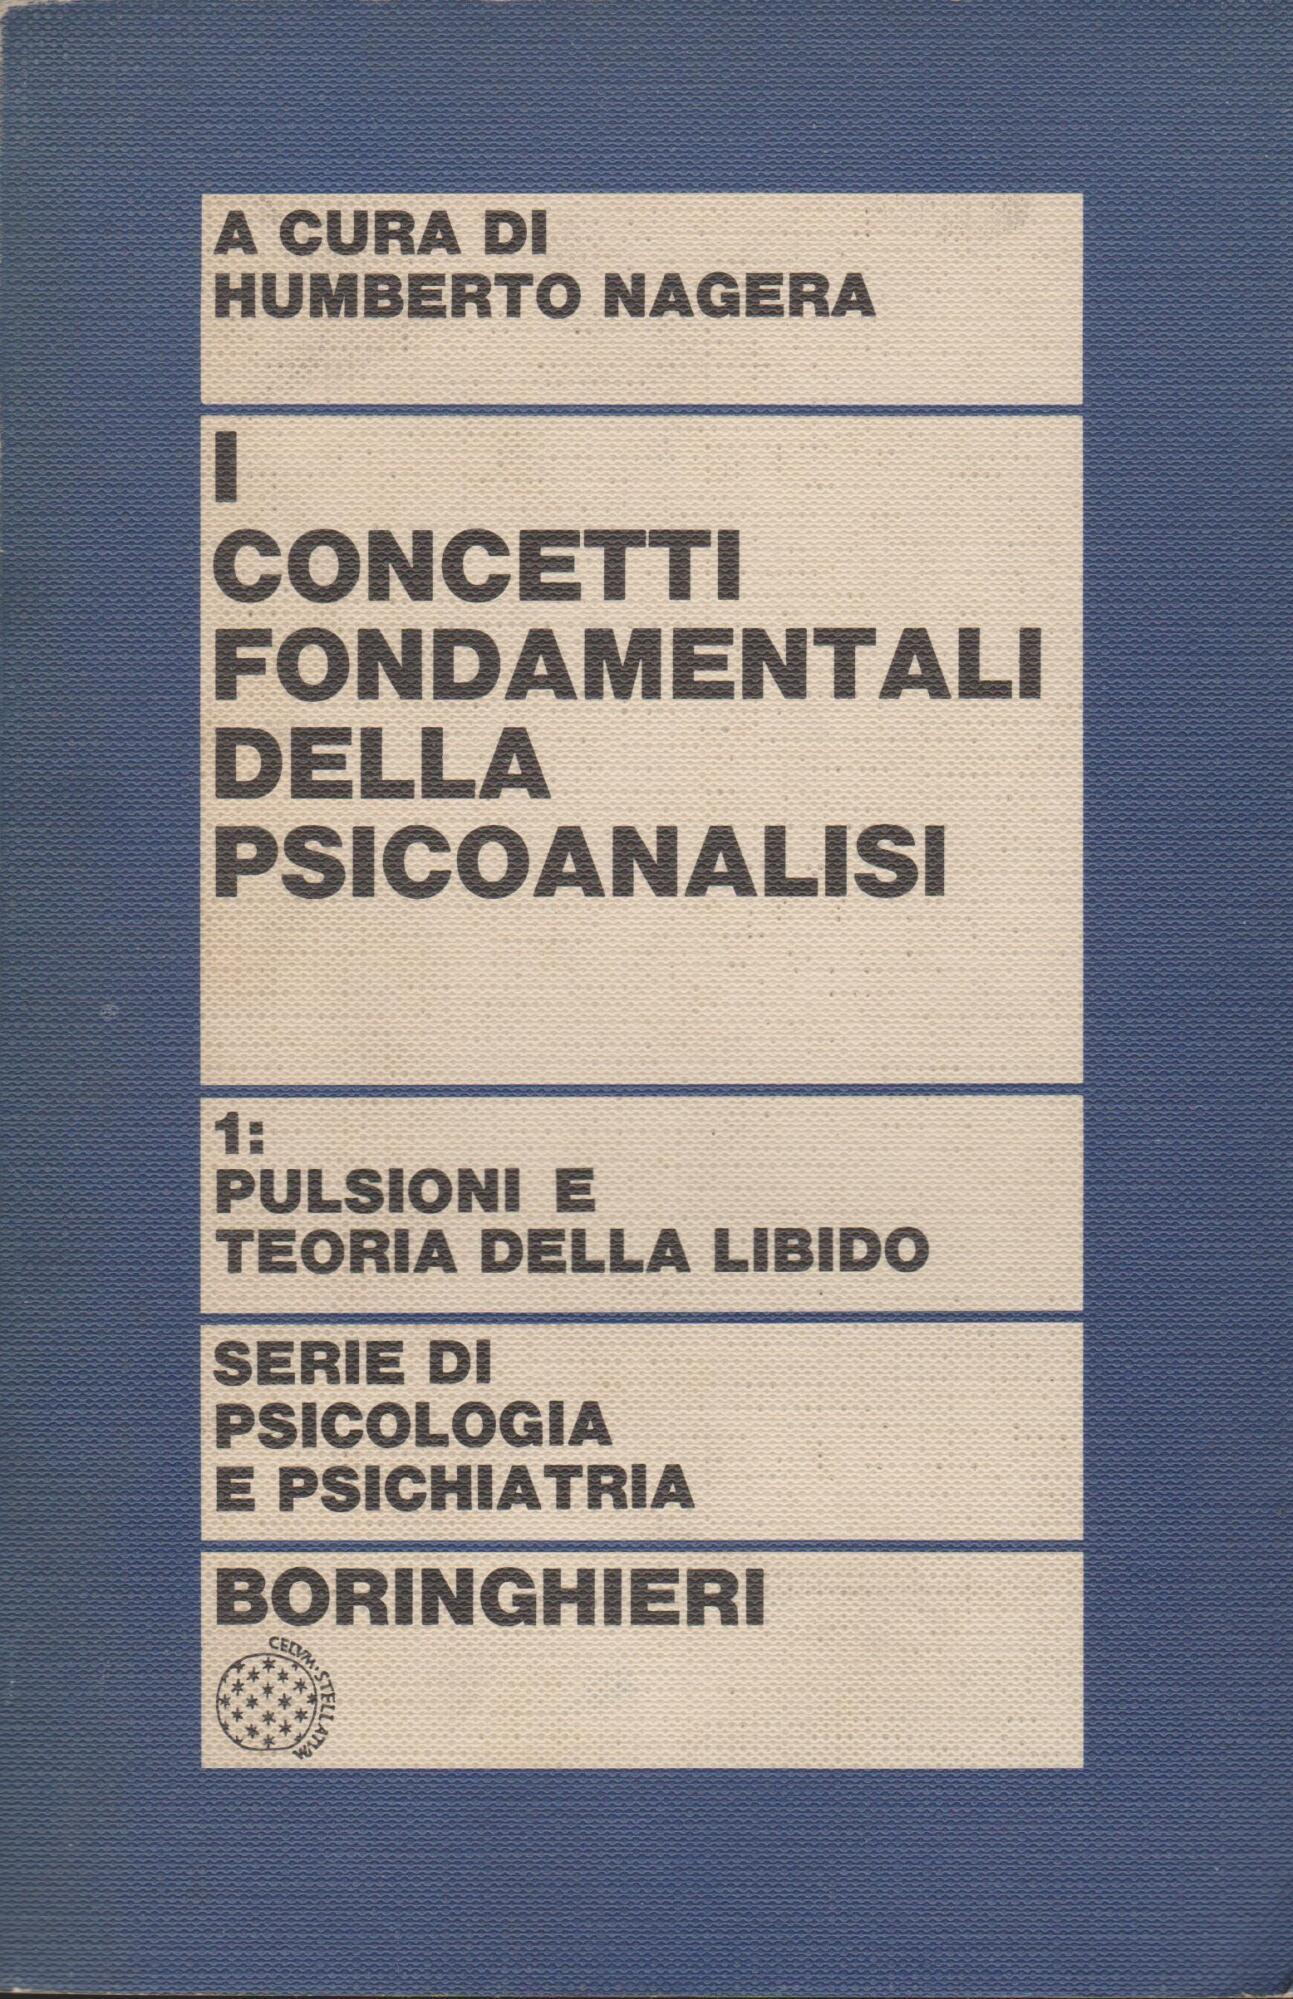 A CURA DI
HUMBERTO NAGERA
I
CONCETTI
FONDAMENTALI
DELLA
PSICOANALISI
1:
PULSIONI E
TEORIA DELLA LIBIDO
SERIE DI
PSICOLOGIA
E PSICHIATRIA
BORINGHIERI
CELVM·STELLATVM